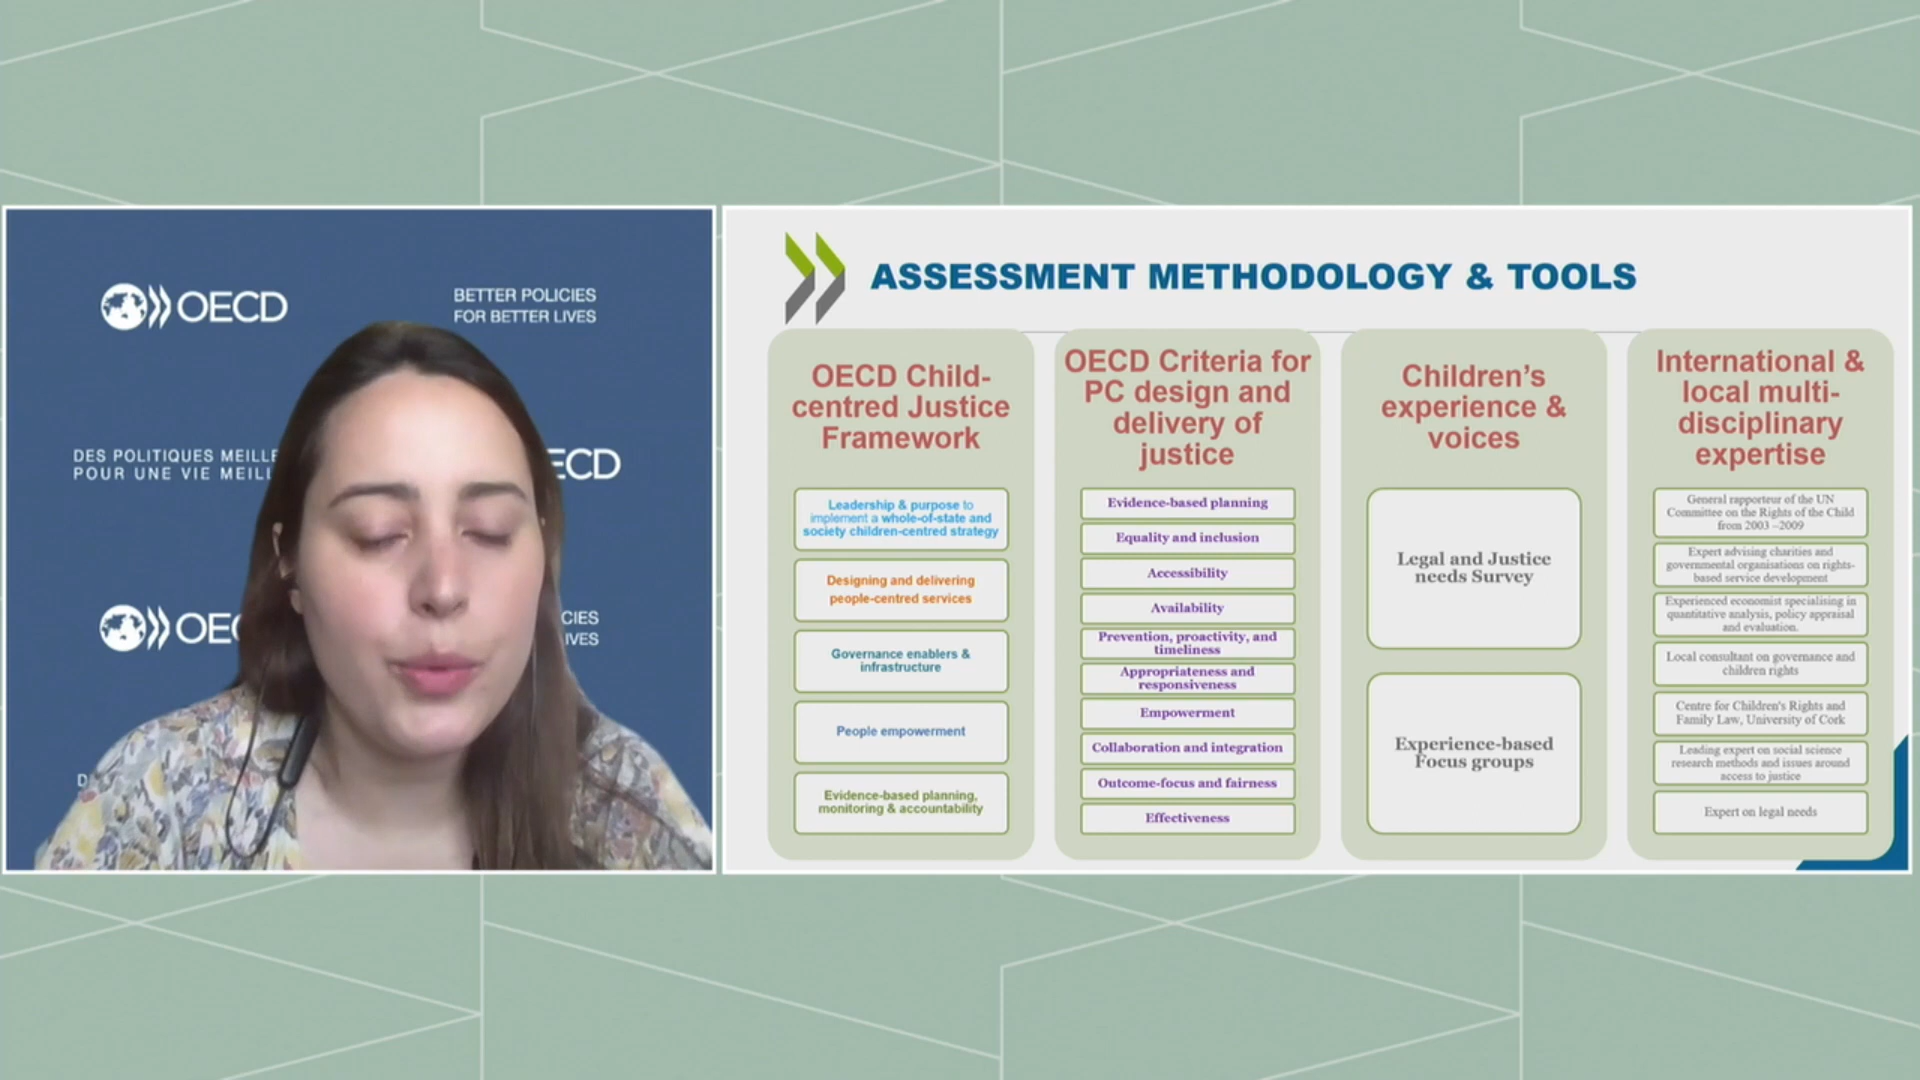 OECD
BETTER POLICIES
FOR BETTER LIVES
DES POLITIQUES MEILLE
POUR UNE VIE MEILL
ECD
OEC
CIES
IVES
D
ASSESSMENT METHODOLOGY & TOOLS
OECD Child-
centred Justice
Framework
Leadership & purpose to
implement a whole-of-state and
society children-centred strategy
Designing and delivering
people-centred services
Governance enablers &
infrastructure
People empowerment
Evidence-based planning,
monitoring & accountability
OECD Criteria for
PC design and
delivery of
justice
Evidence-based planning
Equality and inclusion
Accessibility
Availability
Prevention, proactivity, and
timeliness
Appropriateness and
responsiveness
Empowerment
Collaboration and integration
Outcome-focus and fairness
Effectiveness
Children's
experience &
voices
Legal and Justice
needs Survey
Experience-based
Focus groups
International &
local multi-
disciplinary
expertise
General rapporteur of the UN
Committee on the Rights of the Child
from 2003 –2009
Expert advising charities and
governmental organisations on rights-
based service development
Experienced economist specialising in
quantitative analysis, policy appraisal
and evaluation.
Local consultant on governance and
children rights
Centre for Children's Rights and
Family Law, University of Cork
Leading expert on social science
research methods and issues around
access to justice
Expert on legal needs